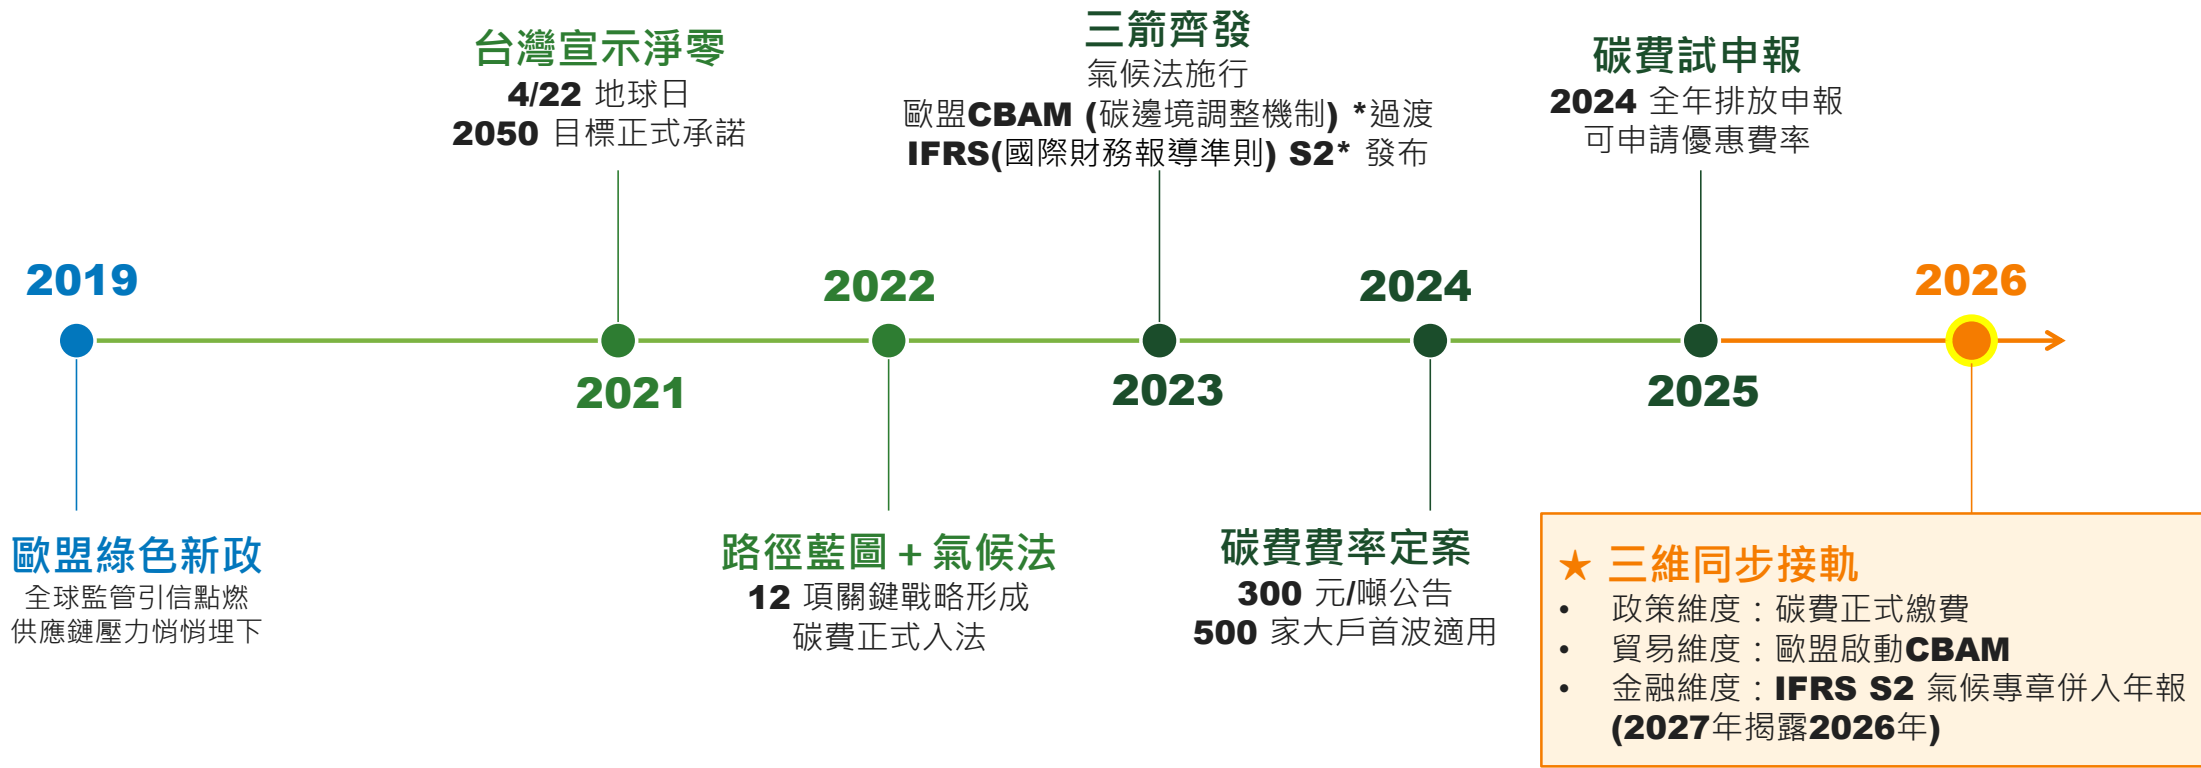 2019
歐盟綠色新政
全球監管引信點燃
供應鏈壓力悄悄埋下
台灣宣示淨零
4/22 地球日
2050 目標正式承諾
2021
2022
路徑藍圖+氣候法
12 項關鍵戰略形成
碳費正式入法
三箭齊發
氣候法施行
歐盟CBAM (碳邊境調整機制) *過渡
IFRS(國際財務報導準則) S2* 發布
2023
2024
碳費費率定案
300 元/噸公告
500 家大戶首波適用
碳費試申報
2024 全年排放申報
可申請優惠費率
2025
2026
★ 三維同步接軌
• 政策維度：碳費正式繳費
• 貿易維度：歐盟啟動CBAM
• 金融維度：IFRS S2 氣候專章併入年報
(2027年揭露2026年)